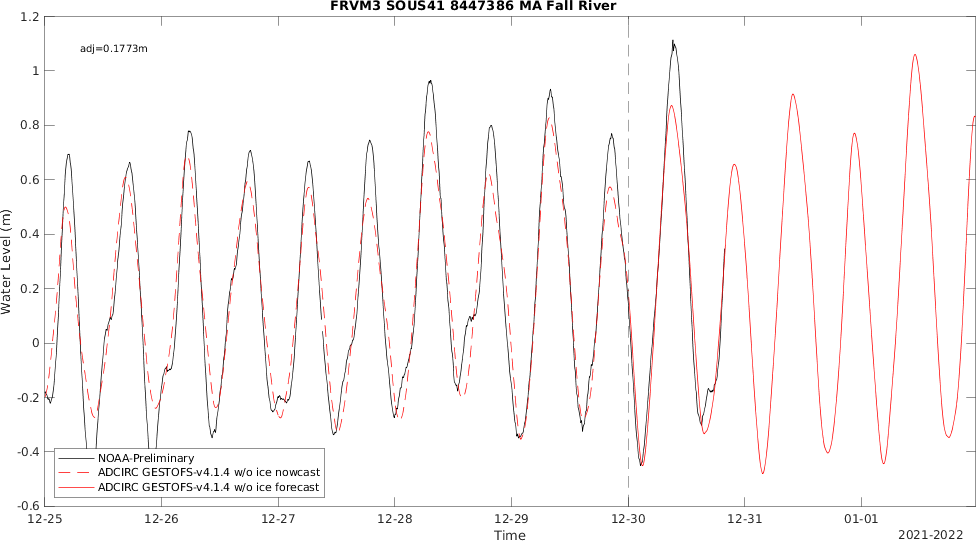 FRVM3 SOUS41 8447386 MA Fall River
adj=0.1773m
1.2
1
0.8
0.6
0.4
0.2
0
-0.2
-0.4
-0.6
Water Level (m)
NOAA-Preliminary
ADCIRC GESTOFS-v4.1.4 w/o ice nowcast
ADCIRC GESTOFS-v4.1.4 w/o ice forecast
12-25 12-26 12-27 12-28 12-29 12-30 12-31 01-01
Time
2021-2022